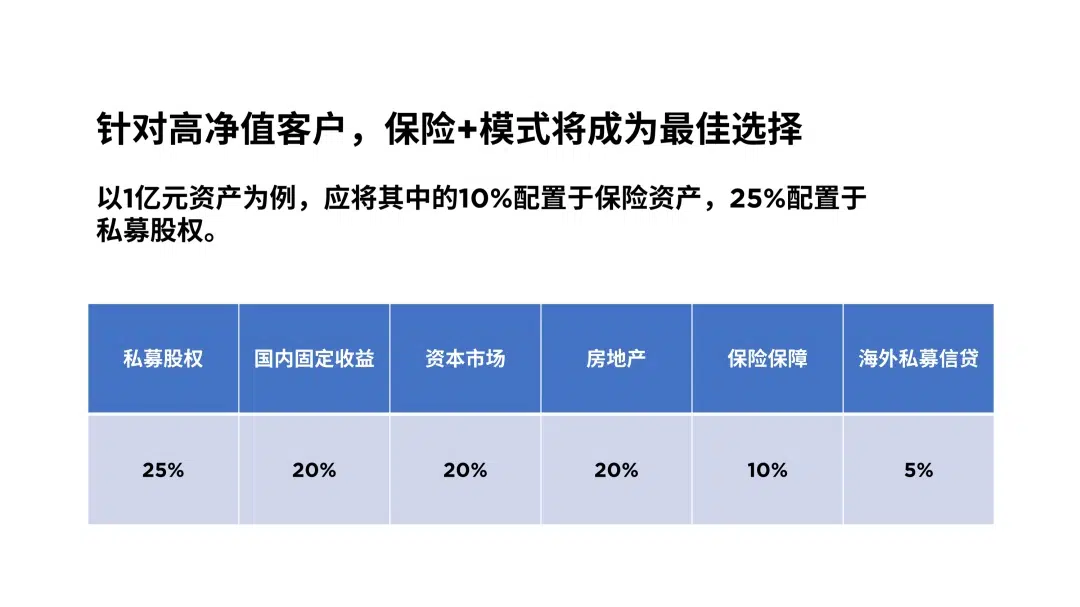 针对高净值客户，保险+模式将成为最佳选择
以1亿元资产为例，应将其中的10%配置于保险资产，25%配置于
私募股权。
私募股权 国内固定收益 资本市场 房地产 保险保障 海外私募信贷
25% 20% 20% 20% 10% 5%